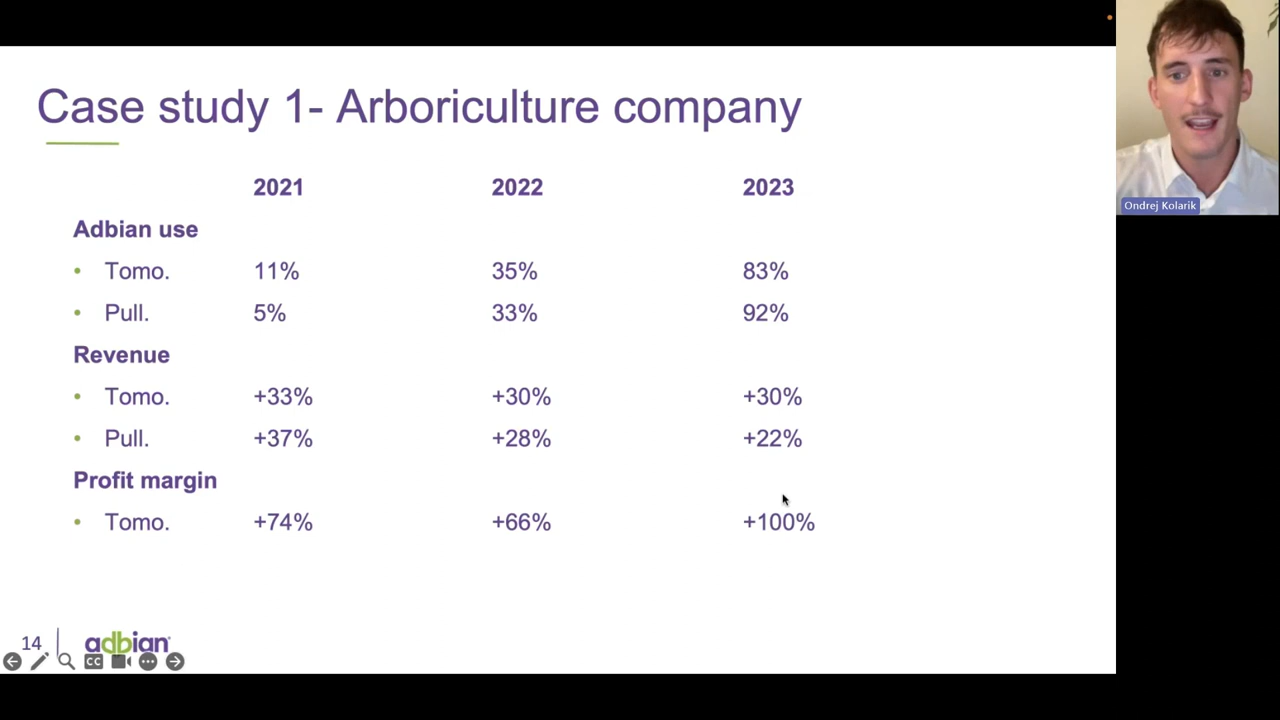 Case study 1- Arboriculture company
2021 2022 2023
Adbian use
• Tomo. 11% 35% 83%
• Pull. 5% 33% 92%
Revenue
• Tomo. +33% +30% +30%
• Pull. +37% +28% +22%
Profit margin
• Tomo. +74% +66% +100%
14 adbian
CC
Ondrej Kolarik